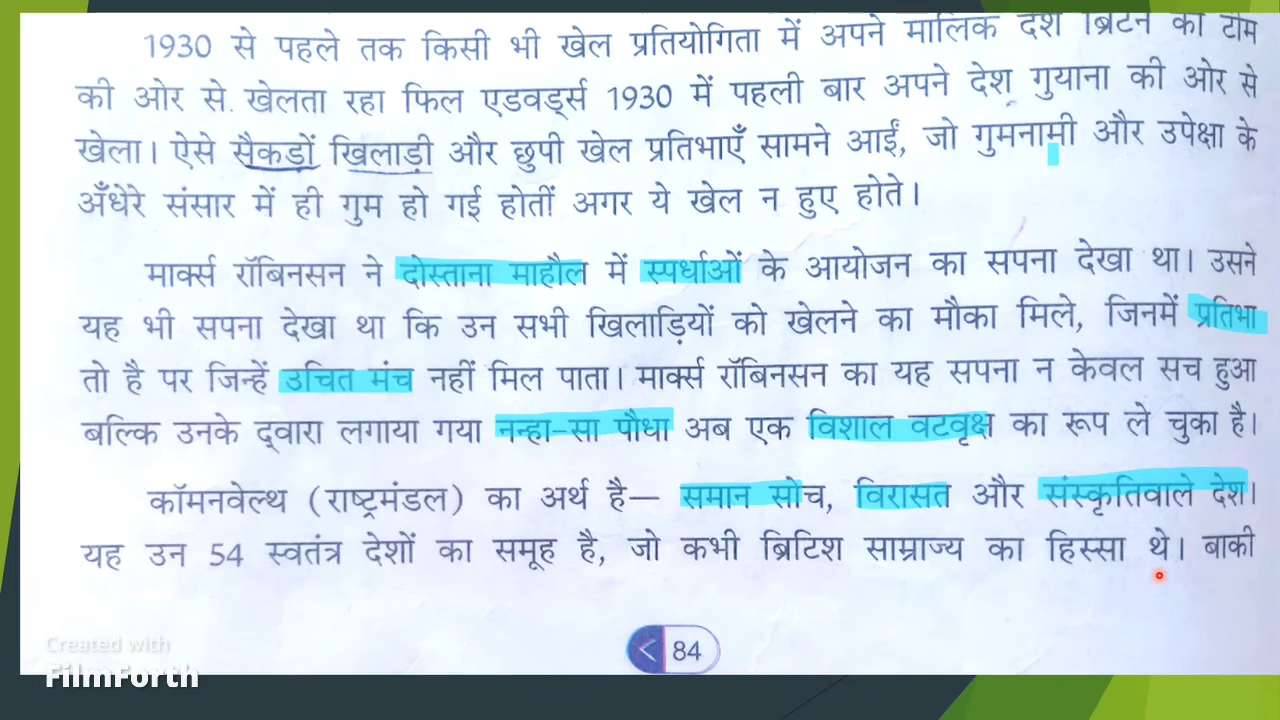 1930 से पहले तक किसी भी खेल प्रतियोगिता में अपने मालिक देश ब्रिटेन की टीम
की ओर से खेलता रहा फिल एडवर्ड्स 1930 में पहली बार अपने देश गुयाना की ओर से
खेला। ऐसे सैकड़ों खिलाड़ी और छुपी खेल प्रतिभाएँ सामने आईं, जो गुमनामी और उपेक्षा के
अँधेरे संसार में ही गुम हो गई होतीं अगर ये खेल न हुए होते।
मार्क्स रॉबिनसन ने दोस्ताना माहौल में स्पर्धाओं के आयोजन का सपना देखा था। उसने
यह भी सपना देखा था कि उन सभी खिलाड़ियों को खेलने का मौका मिले, जिनमें प्रतिभा
तो है पर जिन्हें उचित मंच नहीं मिल पाता। मार्क्स रॉबिनसन का यह सपना न केवल सच हुआ
बल्कि उनके द्वारा लगाया गया नन्हा-सा पौधा अब एक विशाल वटवृक्ष का रूप ले चुका है।
कॉमनवेल्थ (राष्ट्रमंडल) का अर्थ है— समान सोच, विरासत और संस्कृतिवाले देश।
यह उन 54 स्वतंत्र देशों का समूह है, जो कभी ब्रिटिश साम्राज्य का हिस्सा थे। बाकी
84
Created with
FilmForth